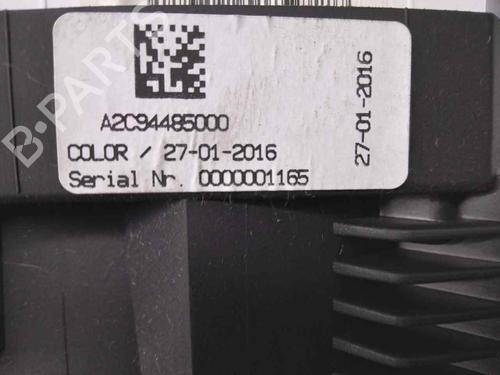 A2C94485000
COLOR / 27-01-2016
Serial Nr. 0000001165
27-01-2016
B-PARTS